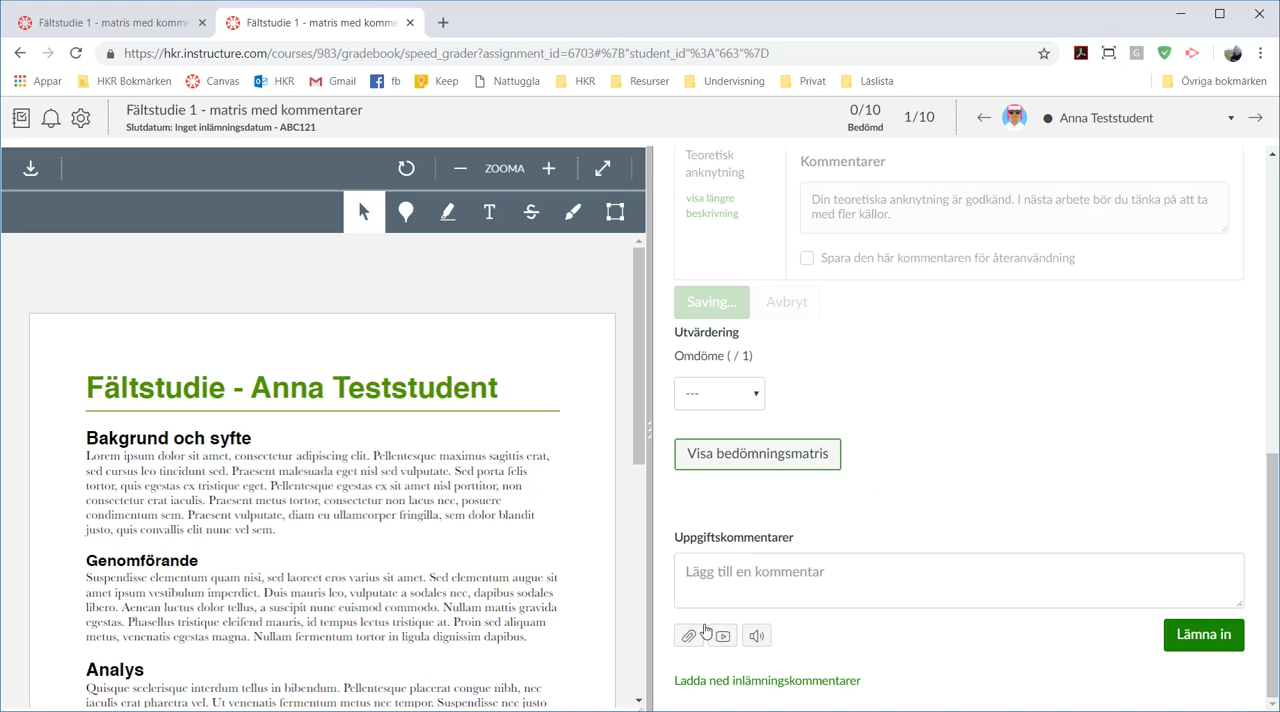 Fältstudie 1 - matris med komme
Fältstudie 1 - matris med komme
https://hkr.instructure.com/courses/983/gradebook/speed_grader?assignment_id=6703#%7B"student_id"%3A"663"%7D
Appar HKR Bokmärken Canvas HKR Gmail fb Keep Nattuggla HKR Resurser Undervisning Privat Läslista Övriga bokmärken
Fältstudie 1 - matris med kommentarer
Slutdatum: Inget inlämningsdatum - ABC121
0/10
Bedömd
1/10
Anna Teststudent
ZOOMA
Fältstudie - Anna Teststudent
Bakgrund och syfte
Lorem ipsum dolor sit amet, consectetur adipiscing elit. Pellentesque maximus sagittis erat,
sed cursus leo tincidunt sed. Praesent malesuada eget nisl sed vulputate. Sed porta felis
tortor, quis egestas ex tristique eget. Pellentesque egestas ex sit amet nisl porttitor, non
consectetur erat iaculis. Praesent metus tortor, consectetur non lacus nec, posuere
condimentum sem. Praesent vulputate, diam eu ullamcorper fringilla, sem dolor blandit
justo, quis convallis elit nunc vel sem.
Genomförande
Suspendisse elementum quam nisi, sed laoreet eros varius sit amet. Sed elementum augue sit
amet ipsum vestibulum imperdiet. Duis mauris leo, vulputate a sodales nec, dapibus sodales
libero. Aenean luctus dolor tellus, a suscipit nunc euismod commodo. Nullam mattis gravida
egestas. Phasellus tristique eleifend mauris, id tempus lectus tristique at. Proin sed aliquam
metus, venenatis egestas magna. Nullam fermentum tortor in ligula dignissim dapibus.
Analys
Quisque scelerisque interdum tellus in bibendum. Pellentesque placerat congue nibh, nec
iaculis erat pharetra vel. Ut venenatis fermentum metus nec tempor. Suspendisse nec justo
Teoretisk
anknytning
visa längre
beskrivning
Kommentarer
Din teoretiska anknytning är godkänd. I nästa arbete bör du tänka på att ta
med fler källor.
Spara den här kommentaren för återanvändning
Saving... Avbryt
Utvärdering
Omdöme ( / 1)
---
Visa bedömningsmatris
Uppgiftskommentarer
Lägg till en kommentar
Lämna in
Ladda ned inlämningskommentarer